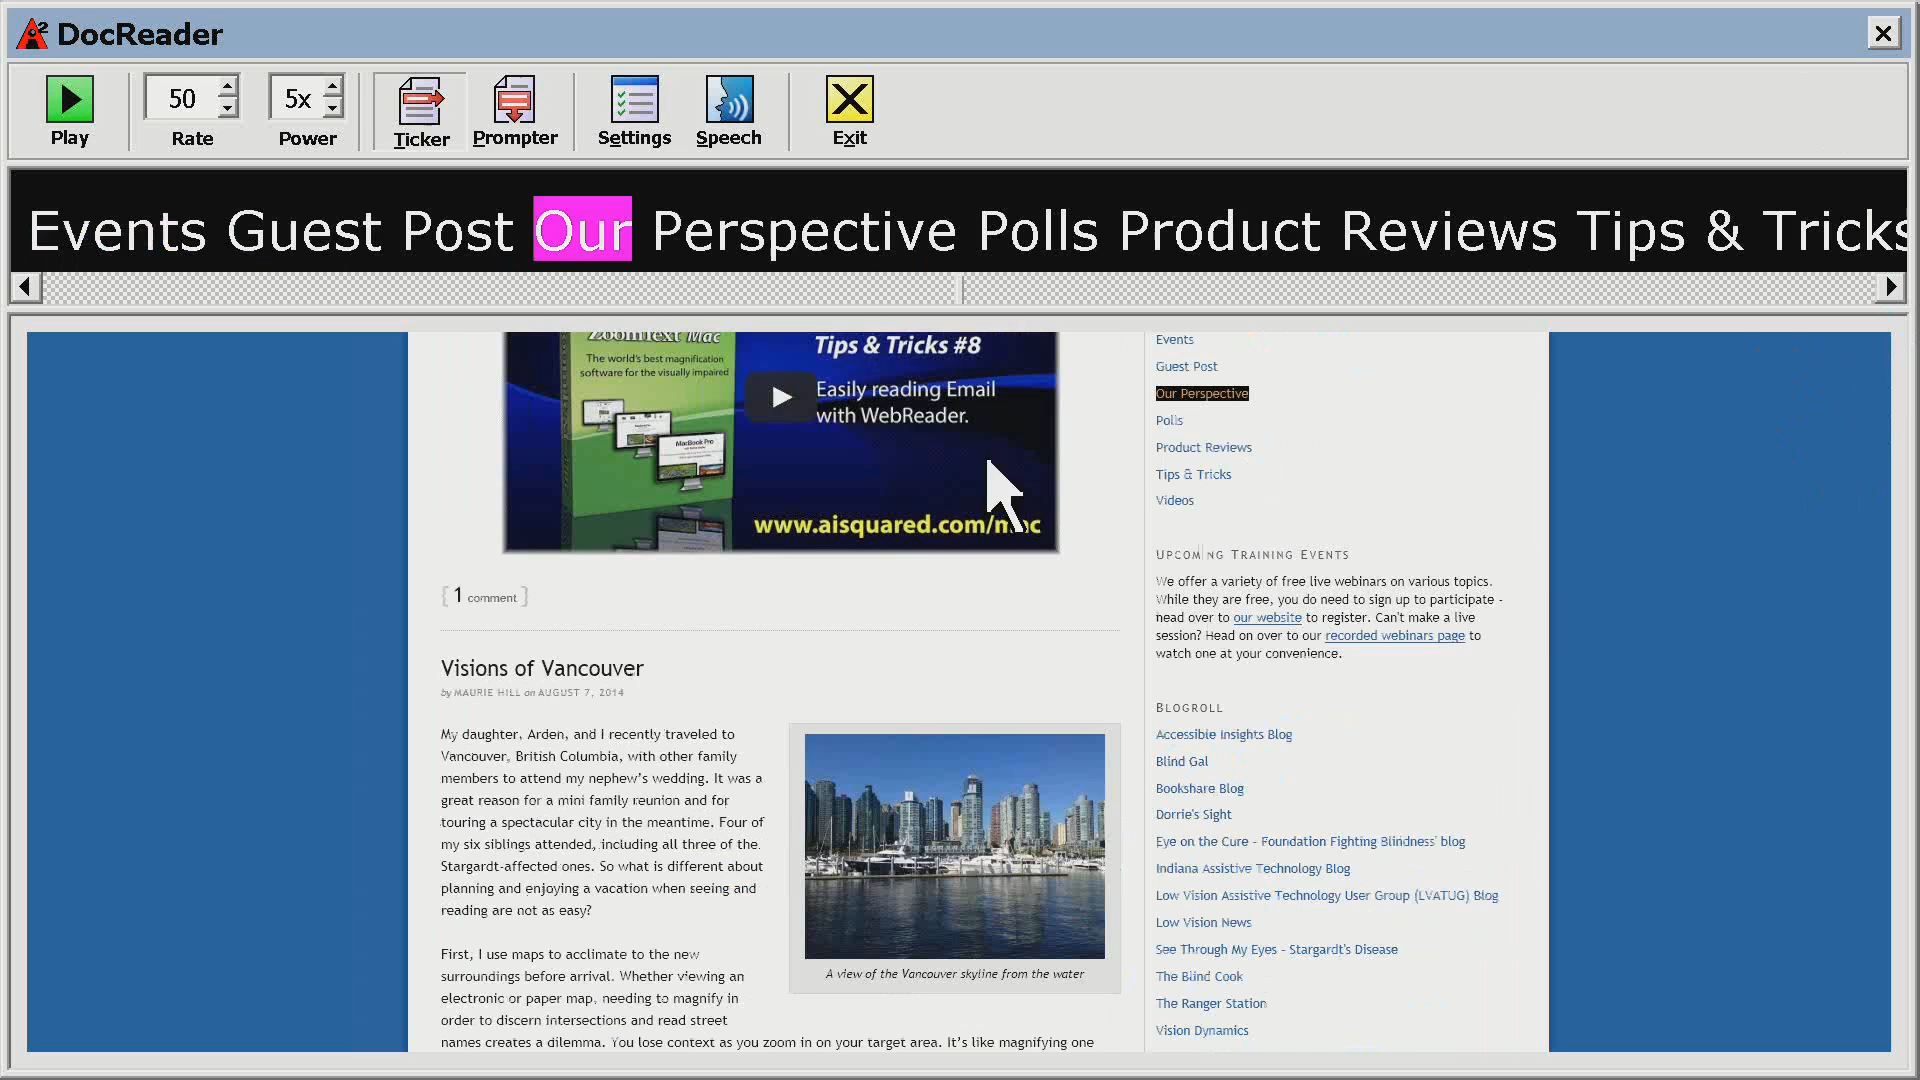 DocReader
Play
50
Rate
5x
Power
Ticker
Prompter
Settings
Speech
Exit
Events Guest Post Our Perspective Polls Product Reviews Tips & Tricks
ZoomText Mac
The world's best magnification
software for the visually impaired
MacBook Pro
Tips & Tricks #8
Easily reading Email
with WebReader.
www.aisquared.com/mac
{ 1 comment }
Visions of Vancouver
by MAURIE HILL on AUGUST 7, 2014
My daughter, Arden, and I recently traveled to
Vancouver, British Columbia, with other family
members to attend my nephew's wedding. It was a
great reason for a mini family reunion and for
touring a spectacular city in the meantime. Four of
my six siblings attended, including all three of the
Stargardt-affected ones. So what is different about
planning and enjoying a vacation when seeing and
reading are not as easy?
A view of the Vancouver skyline from the water
First, I use maps to acclimate to the new
surroundings before arrival. Whether viewing an
electronic or paper map, needing to magnify in
order to discern intersections and read street
names creates a dilemma. You lose context as you zoom in on your target area. It's like magnifying one
Events
Guest Post
Our Perspective
Polls
Product Reviews
Tips & Tricks
Videos
UPCOMING TRAINING EVENTS
We offer a variety of free live webinars on various topics.
While they are free, you do need to sign up to participate -
head over to our website to register. Can't make a live
session? Head on over to our recorded webinars page to
watch one at your convenience.
BLOGROLL
Accessible Insights Blog
Blind Gal
Bookshare Blog
Dorrie's Sight
Eye on the Cure - Foundation Fighting Blindness' blog
Indiana Assistive Technology Blog
Low Vision Assistive Technology User Group (LVATUG) Blog
Low Vision News
See Through My Eyes - Stargardt's Disease
The Blind Cook
The Ranger Station
Vision Dynamics